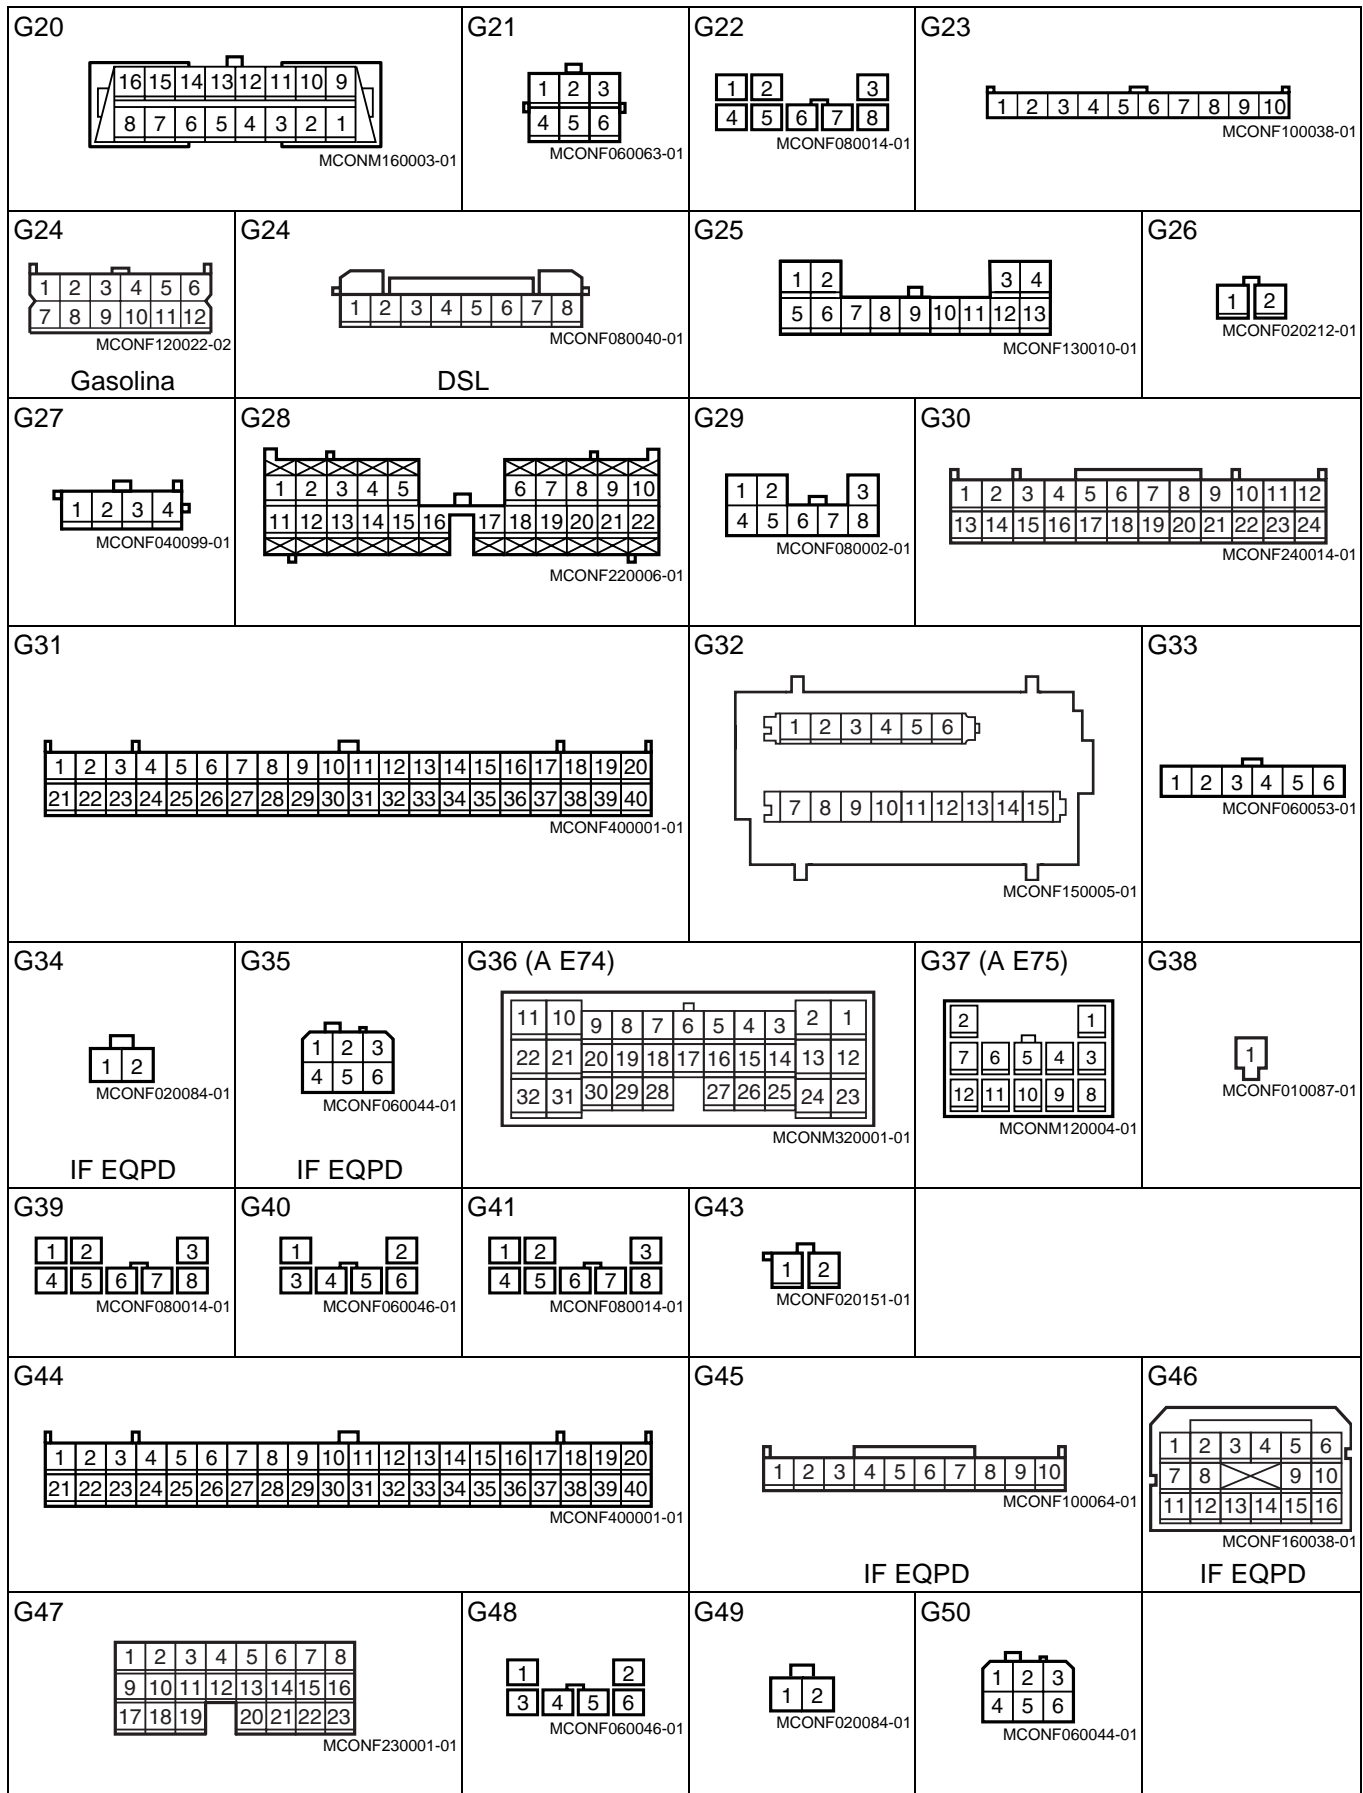 G20
16 15 14 13 12 11 10 9
8 7 6 5 4 3 2 1
MCONM160003-01
G21
1 2 3
4 5 6
MCONF060063-01
G22
1 2 3
4 5 6 7 8
MCONF080014-01
G23
1 2 3 4 5 6 7 8 9 10
MCONF100038-01
G24
1 2 3 4 5 6
7 8 9 10 11 12
MCONF120022-02
Gasolina
G24
1 2 3 4 5 6 7 8
MCONF080040-01
DSL
G25
1 2 3 4
5 6 7 8 9 10 11 12 13
MCONF130010-01
G26
1 2
MCONF020212-01
G27
1 2 3 4
MCONF040099-01
G28
1 2 3 4 5 6 7 8 9 10
11 12 13 14 15 16 17 18 19 20 21 22
MCONF220006-01
G29
1 2 3
4 5 6 7 8
MCONF080002-01
G30
1 2 3 4 5 6 7 8 9 10 11 12
13 14 15 16 17 18 19 20 21 22 23 24
MCONF240014-01
G31
1 2 3 4 5 6 7 8 9 10 11 12 13 14 15 16 17 18 19 20
21 22 23 24 25 26 27 28 29 30 31 32 33 34 35 36 37 38 39 40
MCONF400001-01
G32
1 2 3 4 5 6
7 8 9 10 11 12 13 14 15
MCONF150005-01
G33
1 2 3 4 5 6
MCONF060053-01
G34
1 2
MCONF020084-01
IF EQPD
G35
1 2 3
4 5 6
MCONF060044-01
IF EQPD
G36 (A E74)
11 10 9 8 7 6 5 4 3 2 1
22 21 20 19 18 17 16 15 14 13 12
32 31 30 29 28 27 26 25 24 23
MCONM320001-01
G37 (A E75)
2 1
7 6 5 4 3
12 11 10 9 8
MCONM120004-01
G38
1
MCONF010087-01
G39
1 2 3
4 5 6 7 8
MCONF080014-01
G40
1 2
3 4 5 6
MCONF060046-01
G41
1 2 3
4 5 6 7 8
MCONF080014-01
G43
1 2
MCONF020151-01
G44
1 2 3 4 5 6 7 8 9 10 11 12 13 14 15 16 17 18 19 20
21 22 23 24 25 26 27 28 29 30 31 32 33 34 35 36 37 38 39 40
MCONF400001-01
G45
1 2 3 4 5 6 7 8 9 10
MCONF100064-01
IF EQPD
G46
1 2 3 4 5 6
7 8 9 10
11 12 13 14 15 16
MCONF160038-01
IF EQPD
G47
1 2 3 4 5 6 7 8
9 10 11 12 13 14 15 16
17 18 19 20 21 22 23
MCONF230001-01
G48
1 2
3 4 5 6
MCONF060046-01
G49
1 2
MCONF020084-01
G50
1 2 3
4 5 6
MCONF060044-01